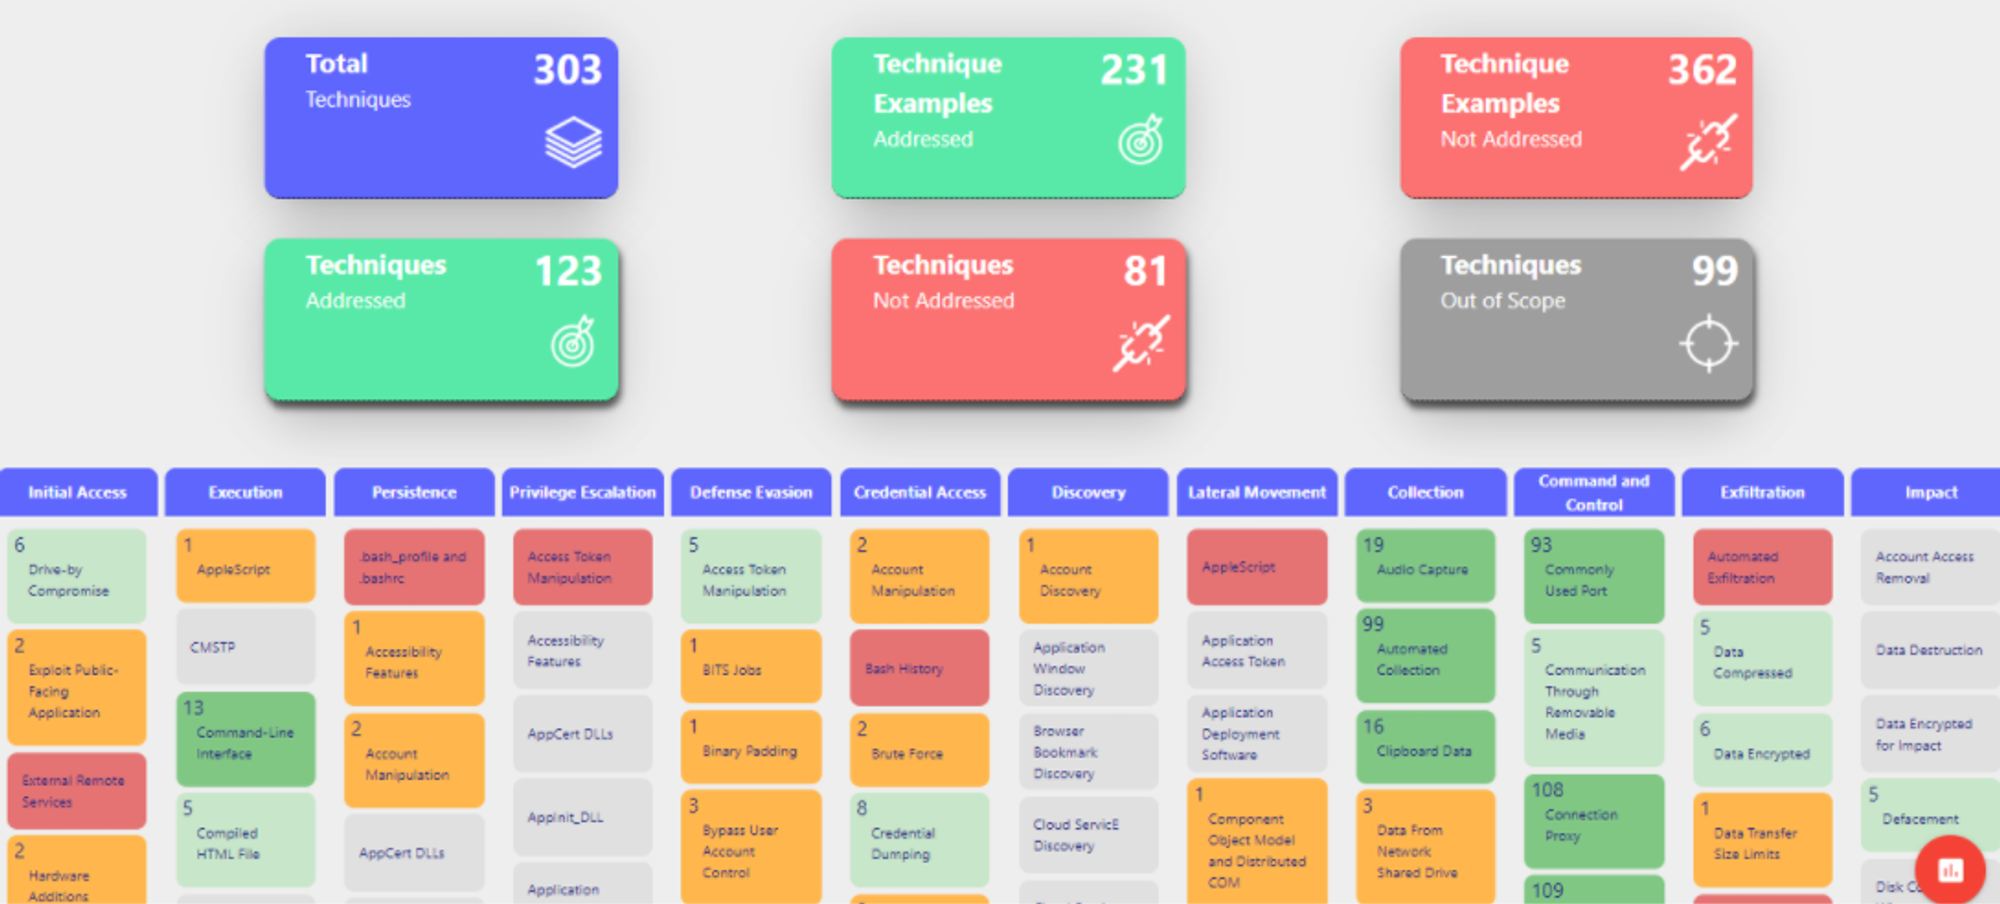 Total
Techniques
303
Technique
Examples
Addressed
231
Technique
Examples
Not Addressed
362
Techniques
Addressed
123
Techniques
Not Addressed
81
Techniques
Out of Scope
99
Initial Access
6
Drive-by
Compromise
2
Exploit Public-
Facing
Application
External Remote
Services
2
Hardware
Additions
Execution
1
AppleScript
CMSTP
13
Command-Line
Interface
5
Compiled
HTML File
Persistence
.bash_profile and
.bashrc
1
Accessibility
Features
2
Account
Manipulation
AppCert DLLs
Privilege Escalation
Access Token
Manipulation
Accessibility
Features
AppCert DLLs
AppInit_DLL
Application
Defense Evasion
5
Access Token
Manipulation
1
BITS Jobs
1
Binary Padding
3
Bypass User
Account
Control
Credential Access
2
Account
Manipulation
Bash History
2
Brute Force
8
Credential
Dumping
Discovery
1
Account
Discovery
Application
Window
Discovery
Browser
Bookmark
Discovery
Cloud ServicE
Discovery
Lateral Movement
AppleScript
Application
Access Token
Application
Deployment
Software
1
Component
Object Model
and Distributed
COM
Collection
19
Audio Capture
99
Automated
Collection
16
Clipboard Data
3
Data From
Network
Shared Drive
Command and
Control
93
Commonly
Used Port
5
Communication
Through
Removable
Media
108
Connection
Proxy
109
Exfiltration
Automated
Exfiltration
5
Data
Compressed
6
Data Encrypted
1
Data Transfer
Size Limits
Impact
Account Access
Removal
Data Destruction
Data Encrypted
for Impact
5
Defacement
Disk